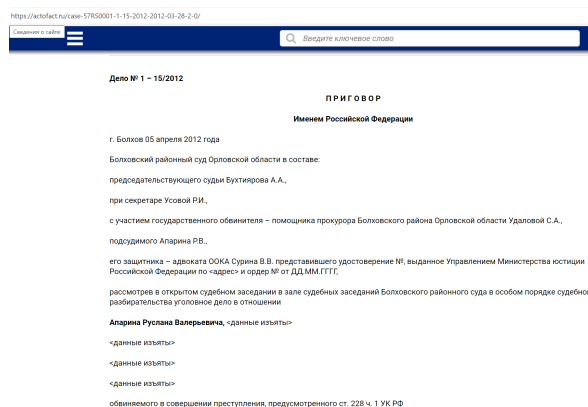 https://actofact.ru/case-57RS0001-1-15-2012-2012-03-28-2-0/
Сведения о сайте
Введите ключевое слово
Дело № 1 – 15/2012
П Р И Г О В О Р
Именем Российской Федерации
г. Болхов 05 апреля 2012 года
Болховский районный суд Орловской области в составе:
председательствующего судьи Бухтиярова А.А.,
при секретаре Усовой Р.И.,
с участием государственного обвинителя – помощника прокурора Болховского района Орловской области Удаловой С.А.,
подсудимого Апарина Р.В.,
его защитника – адвоката ООКА Сурина В.В. представившего удостоверение №, выданное Управлением Министерства юстиции
Российской Федерации по <адрес> и ордер № от ДД.ММ.ГГГГ,
рассмотрев в открытом судебном заседании в зале судебных заседаний Болховского районного суда в особом порядке судебно
разбирательства уголовное дело в отношении
Апарина Руслана Валерьевича, <данные изъяты>
<данные изъяты>
<данные изъяты>
<данные изъяты>
обвиняемого в совершении преступления, предусмотренного ст. 228 ч. 1 УК РФ